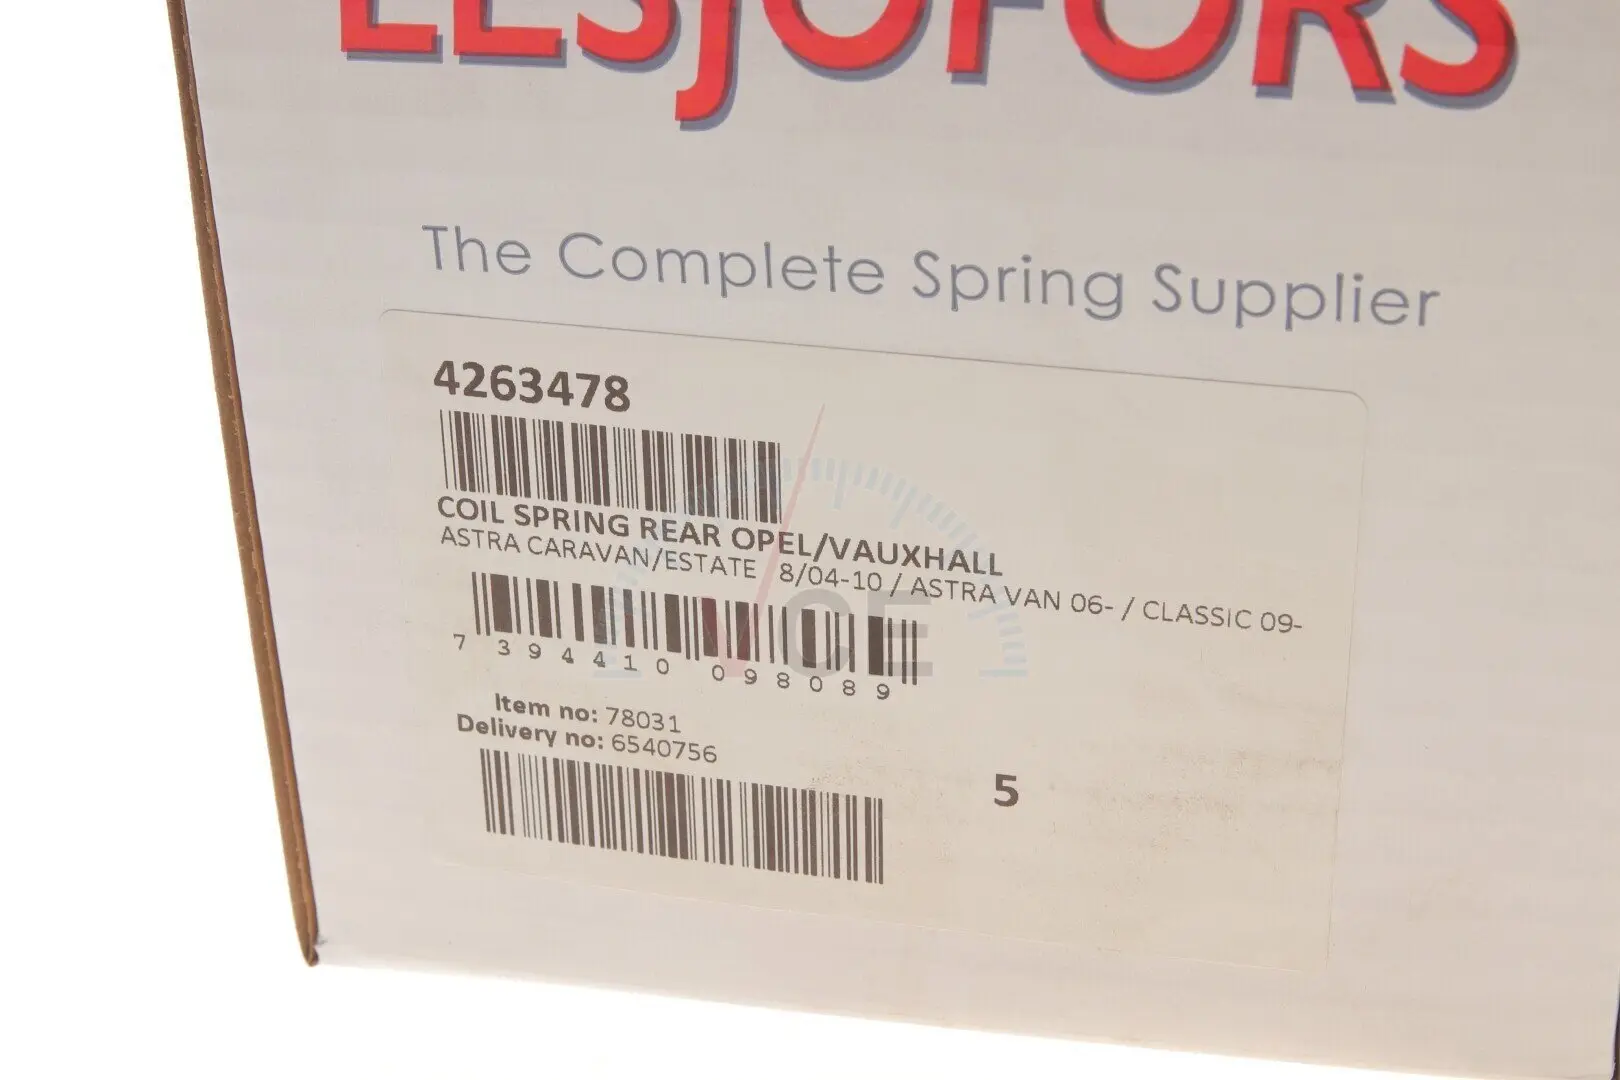 LESJÖFORS
The Complete Spring Supplier
4263478
COIL SPRING REAR OPEL/VAUXHALL
ASTRA CARAVAN/ESTATE 8/04-10 / ASTRA VAN 06- / CLASSIC 09-
7 394410 098089
VCE
Item no: 78031
Delivery no: 6540756
5